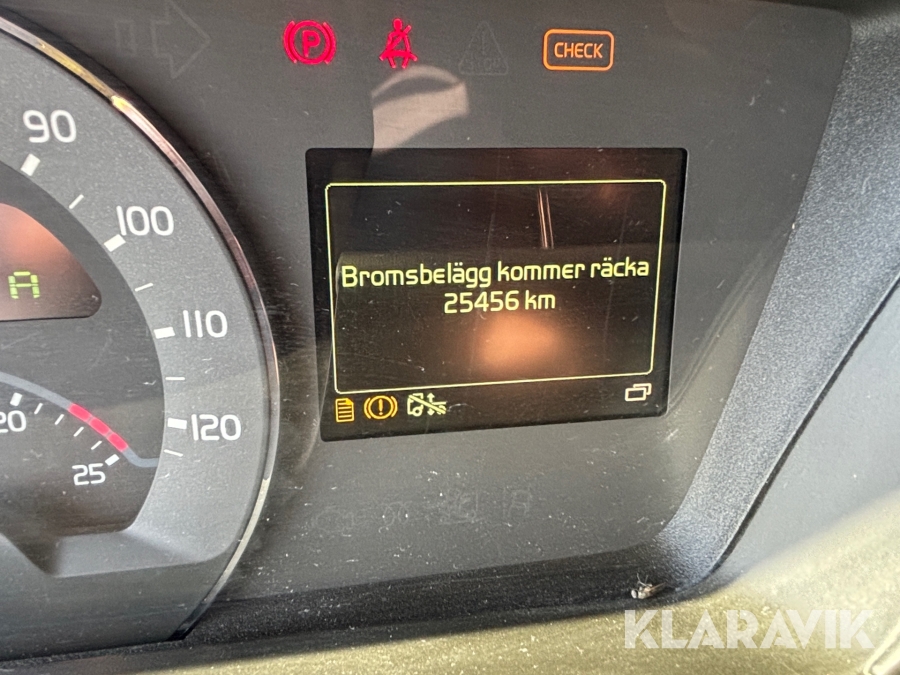 P
CHECK
90
100
A
Bromsbelägg kommer räcka
25456 km
110
20
120
25
KLARAVIK